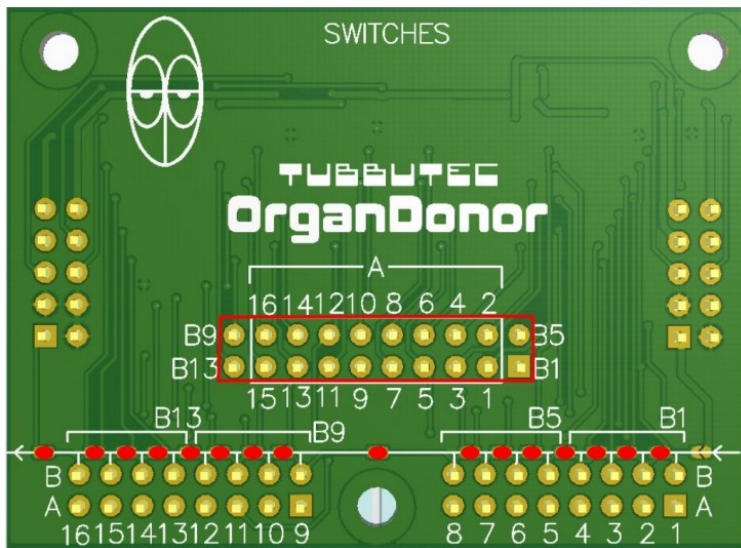 SWITCHES
TUBBUTEC
OrganDonor
A
16 14 12 10 8 6 4 2
B9 B5
B13 B1
15 13 11 9 7 5 3 1
B13 B9 B5 B1
B B
A A
16 15 14 13 12 11 10 9 8 7 6 5 4 3 2 1